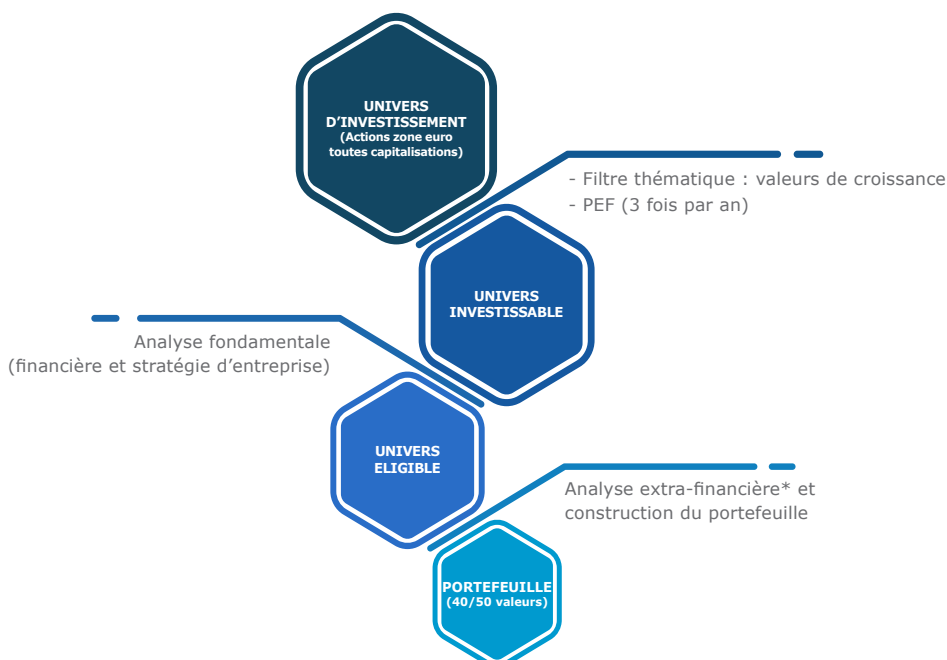 UNIVERS
D’INVESTISSEMENT
(Actions zone euro
toutes capitalisations)
- Filtre thématique : valeurs de croissance
- PEF (3 fois par an)
UNIVERS
INVESTISSABLE
Analyse fondamentale
(financière et stratégie d’entreprise)
UNIVERS
ELIGIBLE
Analyse extra-financière* et
construction du portefeuille
PORTEFEUILLE
(40/50 valeurs)